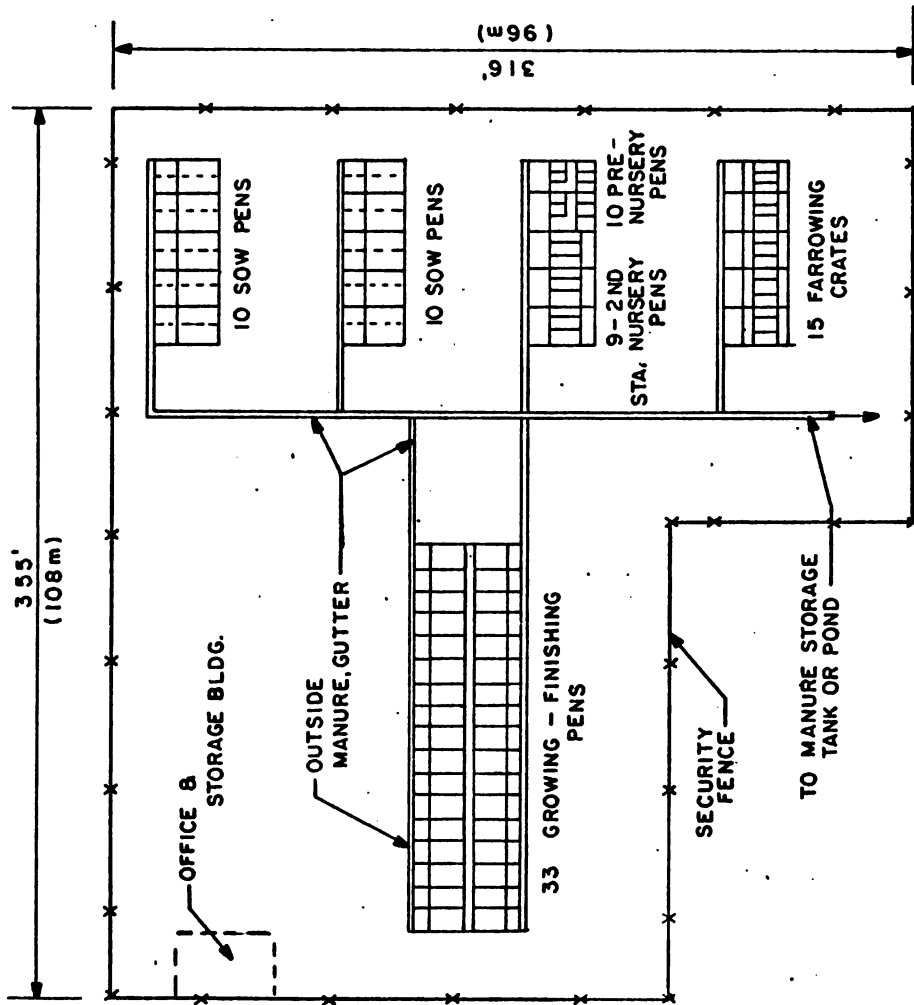 355'
(108m)
316'
(96m)
10 SOW PENS
10 SOW PENS
9-2ND
STA, NURSERY
PENS
10 PRE-
NURSERY
PENS
15 FARROWING
CRATES
OUTSIDE
MANURE, GUTTER
OFFICE &
STORAGE BLDG.
33 GROWING - FINISHING
PENS
SECURITY
FENCE
TO MANURE STORAGE
TANK OR POND